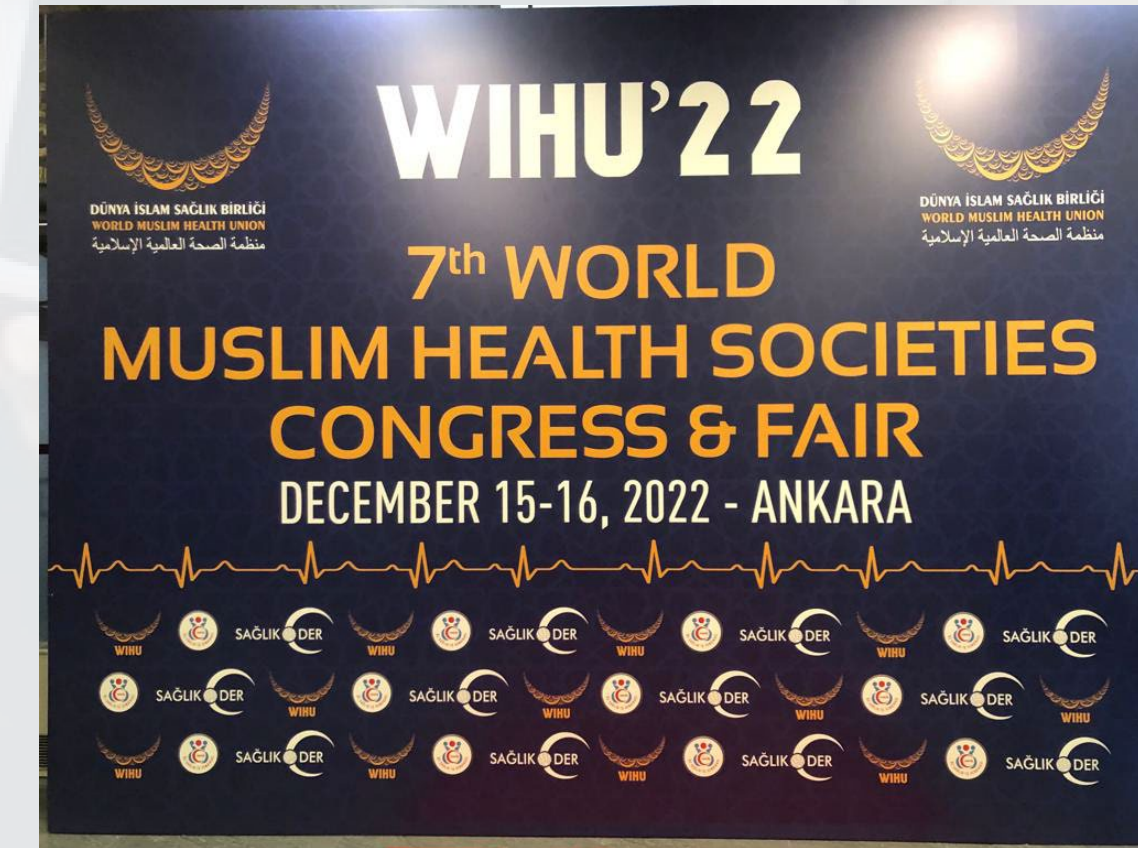 WIHU'22
DÜNYA İSLAM SAĞLIK BİRLİĞİ
WORLD MUSLIM HEALTH UNION
منظمة الصحة العالمية الإسلامية
DÜNYA İSLAM SAĞLIK BİRLİĞİ
WORLD MUSLIM HEALTH UNION
منظمة الصحة العالمية الإسلامية
7th WORLD
MUSLIM HEALTH SOCIETIES
CONGRESS & FAIR
DECEMBER 15-16, 2022 - ANKARA
WIHU SAĞLIK DER WIHU SAĞLIK DER WIHU SAĞLIK DER WIHU SAĞLIK DER
SAĞLIK DER WIHU SAĞLIK DER WIHU SAĞLIK DER WIHU SAĞLIK DER WIHU
WIHU SAĞLIK DER WIHU SAĞLIK DER WIHU SAĞLIK DER WIHU SAĞLIK DER